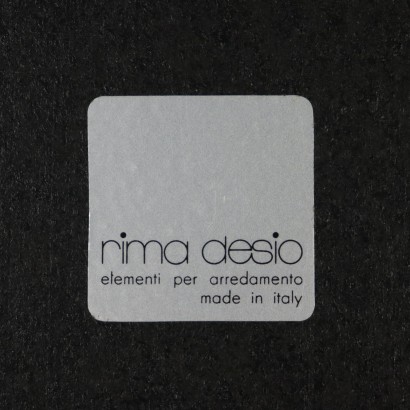 rima desio
elementi per arredamento
made in italy